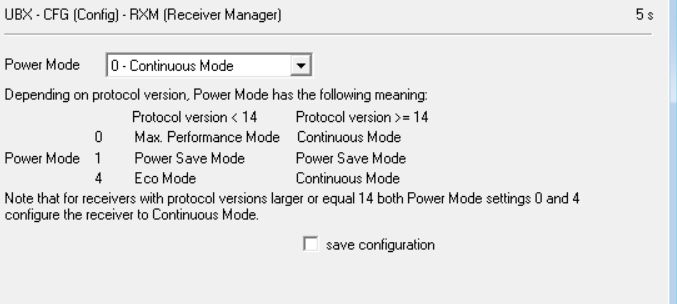 UBX - CFG (Config) - RXM (Receiver Manager) 5 s
Power Mode 0 - Continuous Mode
Depending on protocol version, Power Mode has the following meaning:
Protocol version < 14 Protocol version >= 14
0 Max. Performance Mode Continuous Mode
Power Mode 1 Power Save Mode Power Save Mode
4 Eco Mode Continuous Mode
Note that for receivers with protocol versions larger or equal 14 both Power Mode settings 0 and 4
configure the receiver to Continuous Mode.
save configuration